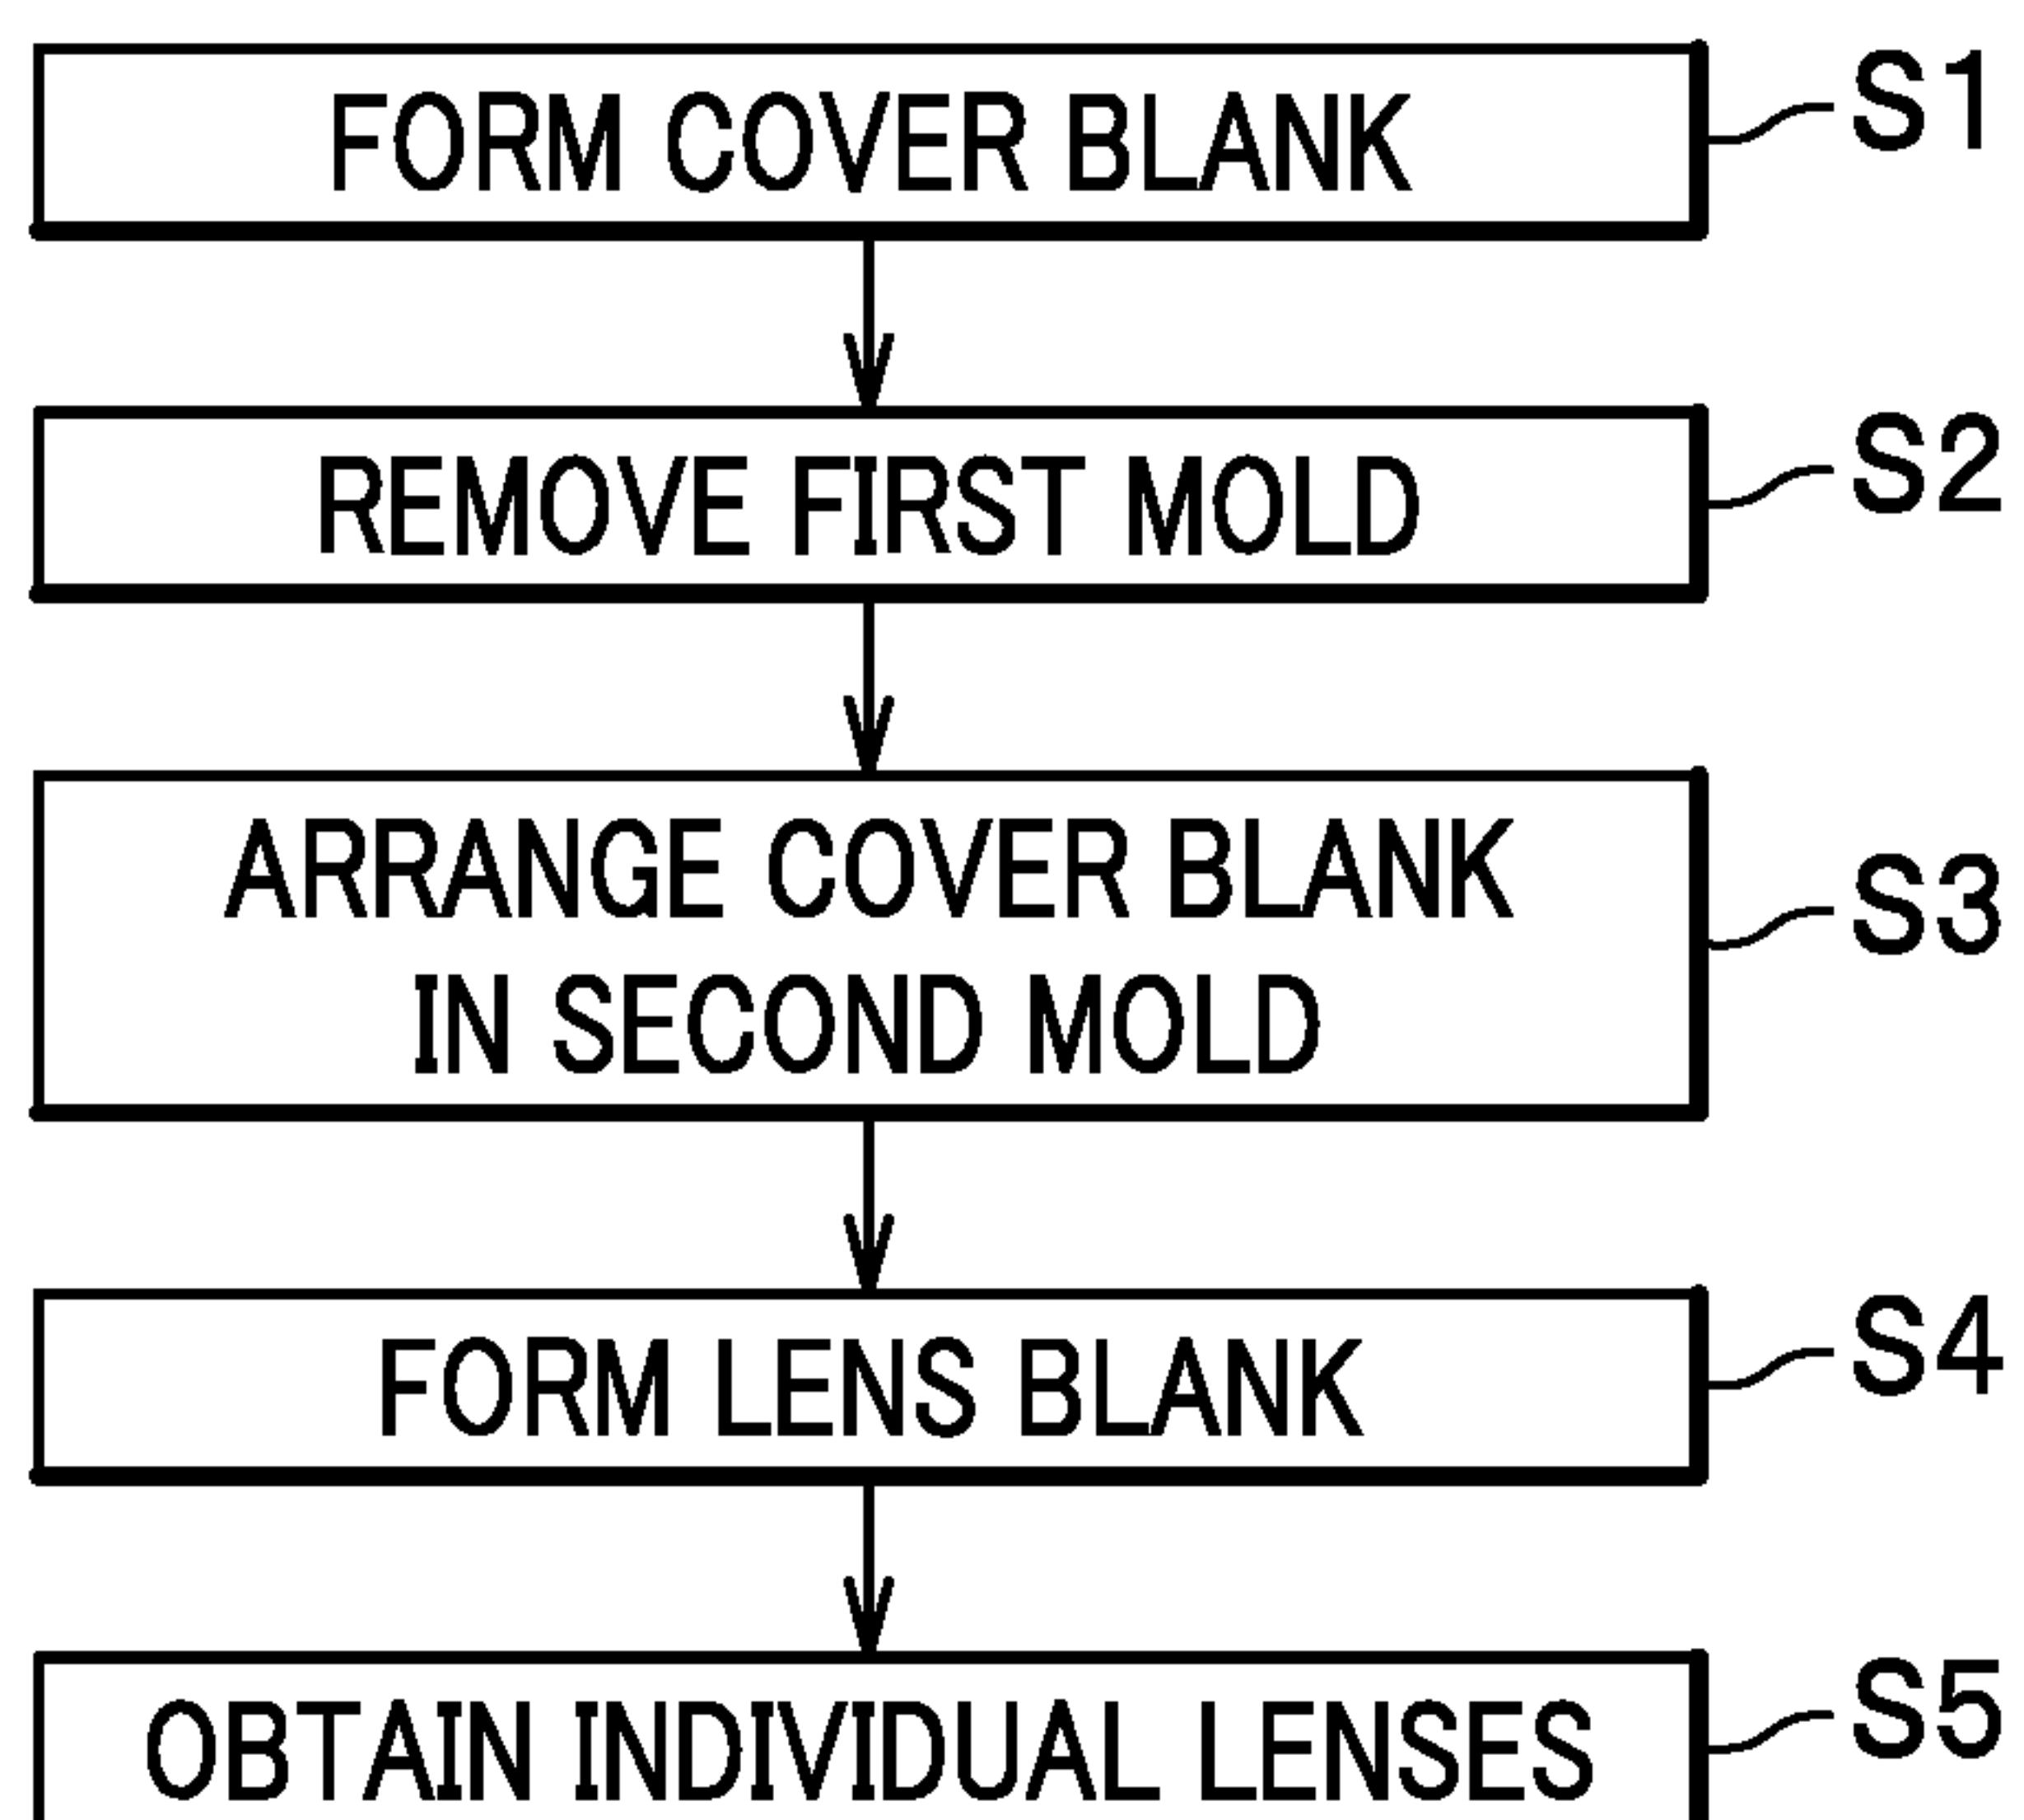 FORM COVER BLANK S1
REMOVE FIRST MOLD S2
ARRANGE COVER BLANK
IN SECOND MOLD
S3
FORM LENS BLANK S4
OBTAIN INDIVIDUAL LENSES S5